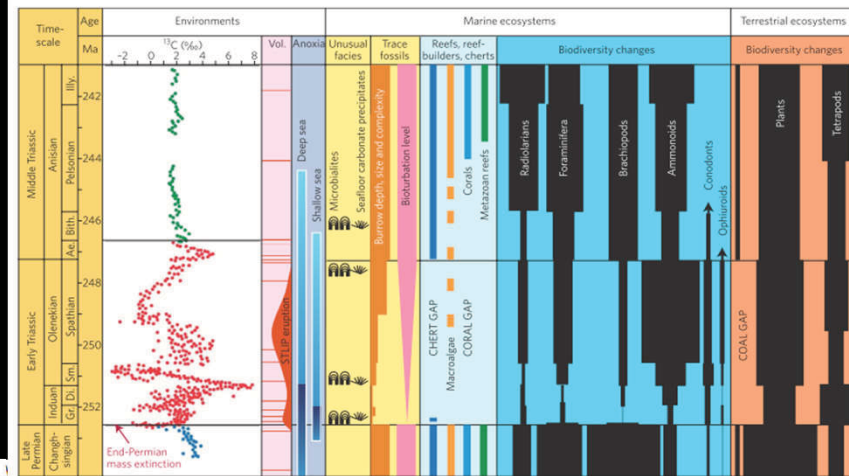 Time-
scale
Age
Ma
Environments
Marine ecosystems
Terrestrial ecosystems
13C (‰)
-2 0 2 4 6 8
Vol.
Anoxia
Unusual
facies
Trace
fossils
Reefs, reef-
builders, cherts
Biodiversity changes
Biodiversity changes
Middle Triassic
Early Triassic
Late
Permian
Anisian
Olenekian
Induan
Changh-
singian
Illy.
Pelsonian
Bith.
Ae.
Spathian
Sm.
Di.
Gr.
242
244
246
248
250
252
End-Permian
mass extinction
STLIP eruption
Deep sea
Shallow sea
Microbialites
Seafloor carbonate precipitates
Burrow depth, size and complexity
Bioturbation level
CHERT GAP
Macroalgae
CORAL GAP
Corals
Metazoan reefs
Radiolarians
Foraminifera
Brachiopods
Ammonoids
Conodonts
Ophiuroids
COAL GAP
Plants
Tetrapods